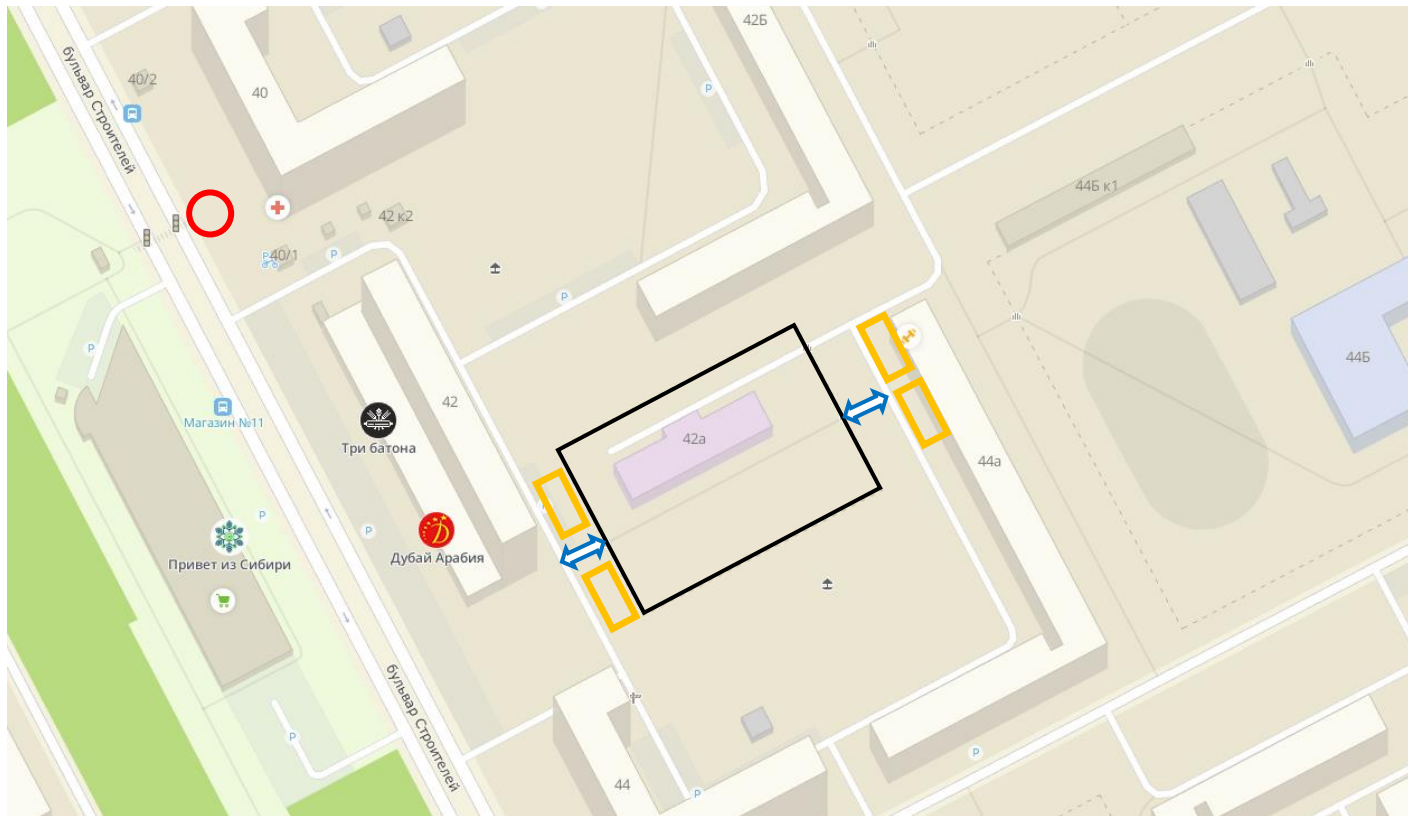 42Б
бульвар Строителей
40/2
40
P
44Б к1
42 к2
40/1
P
P
P
P
44Б
42
Магазин №11
Три батона
42а
44а
P
P
Дубай Арабия
Привет из Сибири
бульвар Строителей
P
P
44
P